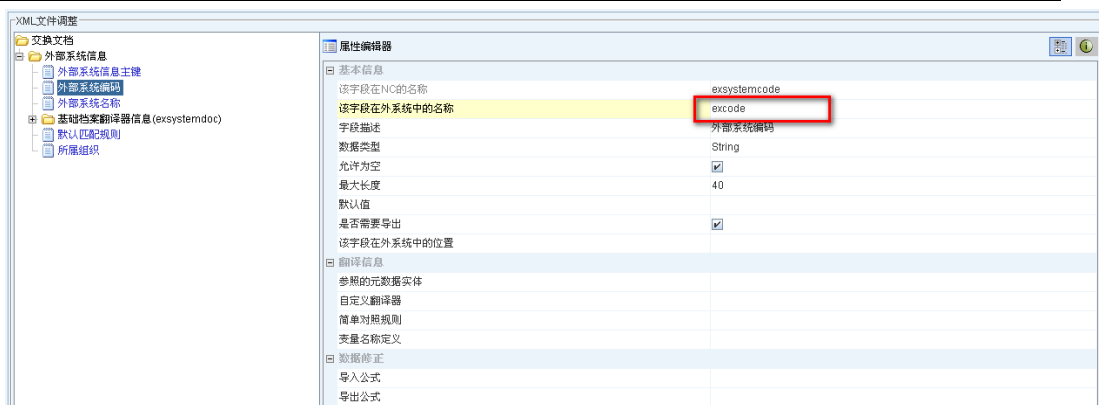 XML文件调整
交换文档
外部系统信息
外部系统信息主键
外部系统编码
外部系统名称
基础档案翻译器信息(exsystemdoc)
默认匹配规则
所属组织
属性编辑器
基本信息
该字段在NC的名称 exsystemcode
该字段在外系统中的名称 excode
字段描述 外部系统编码
数据类型 String
允许为空
最大长度 40
默认值
是否需要导出
该字段在外系统中的位置
翻译信息
参照的元数据实体
自定义翻译器
简单对照规则
变量名称定义
数据修正
导入公式
导出公式